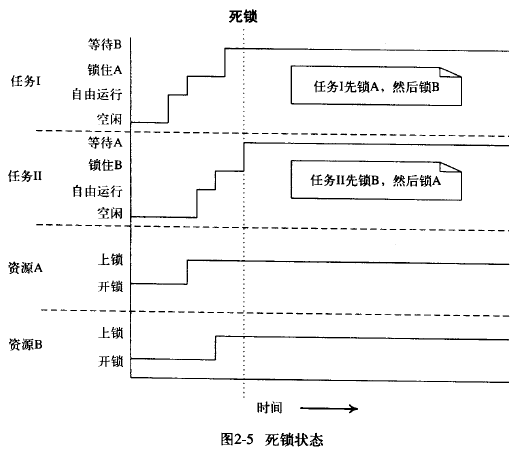 死锁
等待B
锁住A
任务I
自由运行
空闲
任务I先锁A，然后锁B
等待A
锁住B
任务II
自由运行
空闲
任务II先锁B，然后锁A
上锁
资源A
开锁
上锁
资源B
开锁
时间
图2-5 死锁状态